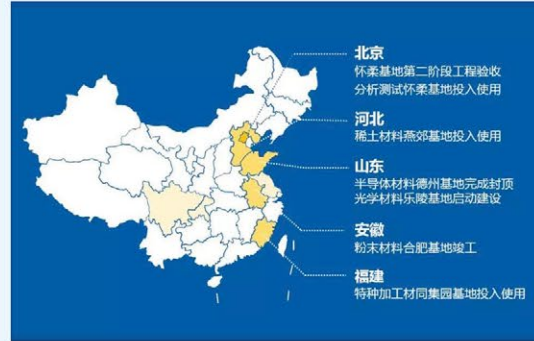 北京
怀柔基地第二阶段工程验收
分析测试怀柔基地投入使用
河北
稀土材料燕郊基地投入使用
山东
半导体材料德州基地完成封顶
光学材料乐陵基地启动建设
安徽
粉末材料合肥基地竣工
福建
特种加工材同集园基地投入使用